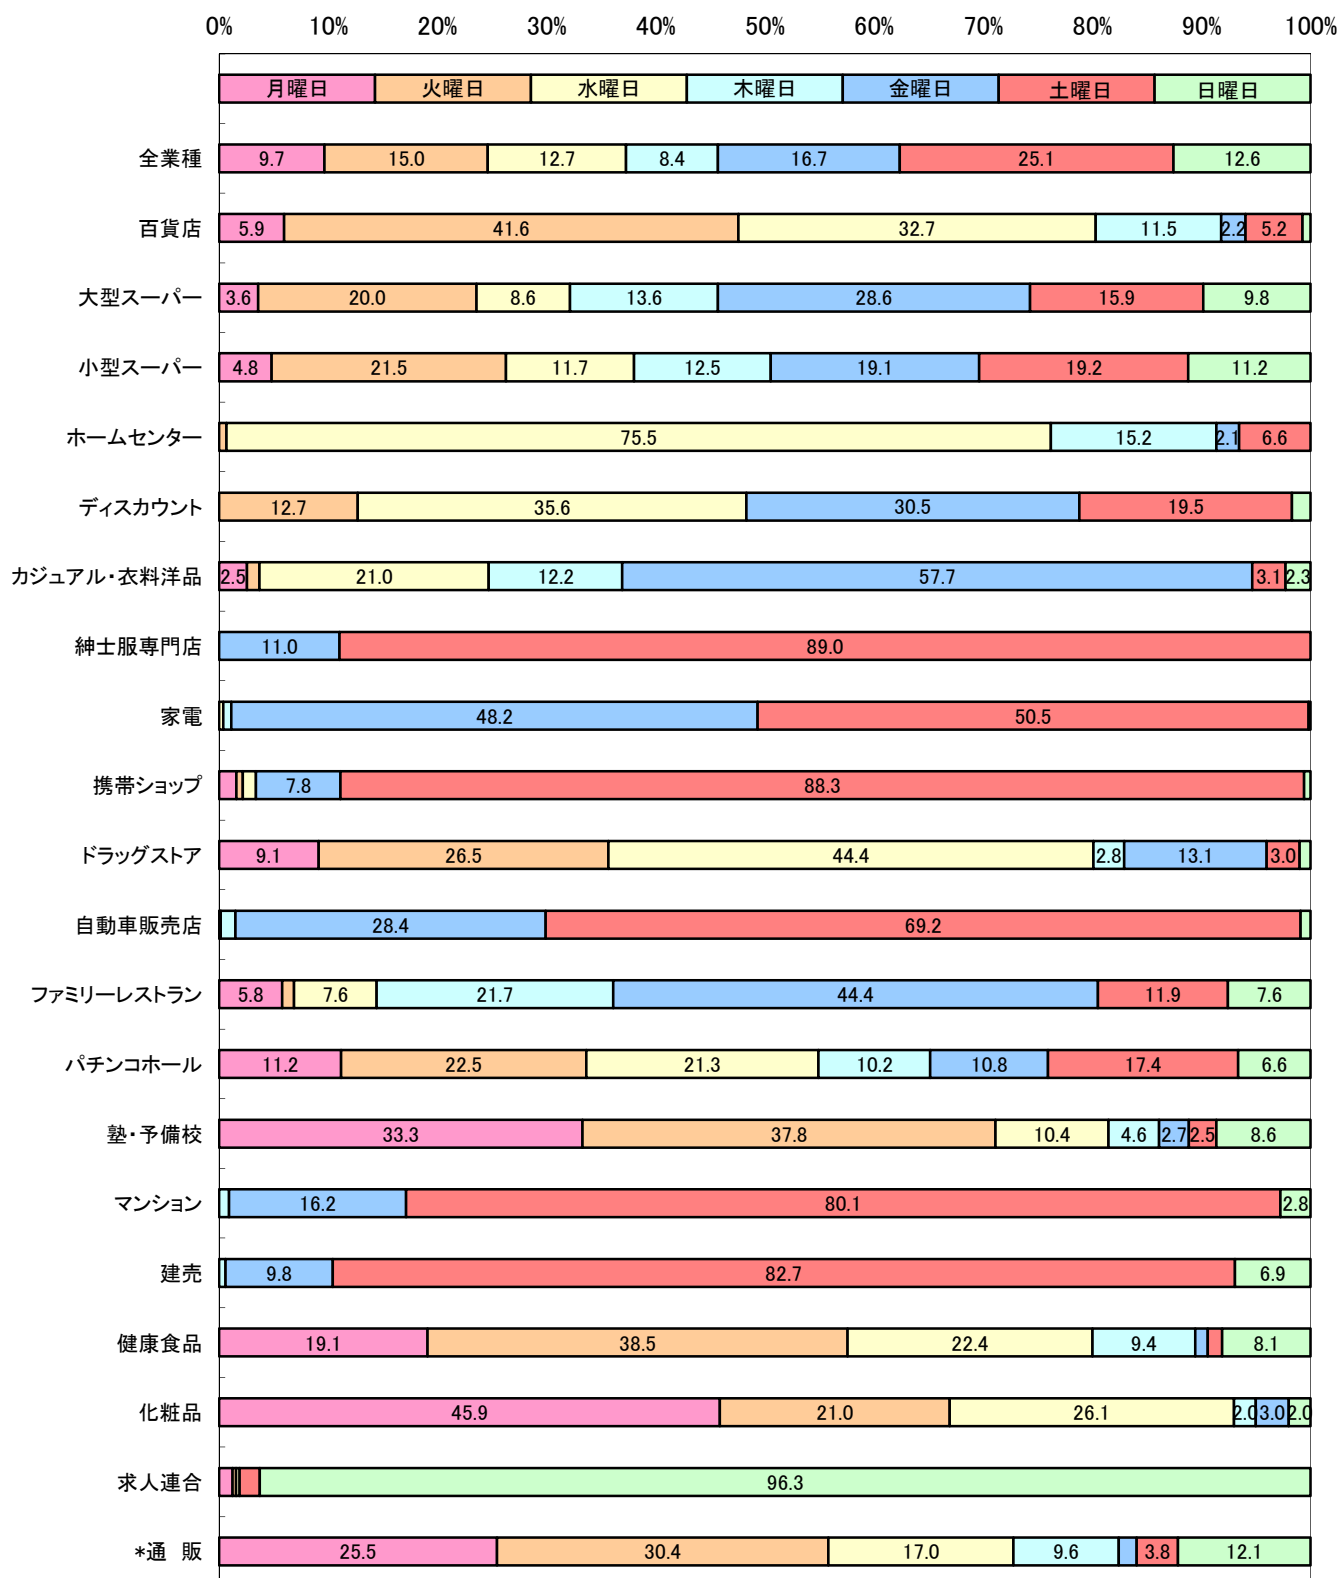 0% 10% 20% 30% 40% 50% 60% 70% 80% 90% 100%
月曜日 火曜日 水曜日 木曜日 金曜日 土曜日 日曜日
全業種 9.7 15.0 12.7 8.4 16.7 25.1 12.6
百貨店 5.9 41.6 32.7 11.5 2.2 5.2
大型スーパー 3.6 20.0 8.6 13.6 28.6 15.9 9.8
小型スーパー 4.8 21.5 11.7 12.5 19.1 19.2 11.2
ホームセンター 75.5 15.2 2.1 6.6
ディスカウント 12.7 35.6 30.5 19.5
カジュアル・衣料洋品 2.5 21.0 12.2 57.7 3.1 2.3
紳士服専門店 11.0 89.0
家電 48.2 50.5
携帯ショップ 7.8 88.3
ドラッグストア 9.1 26.5 44.4 2.8 13.1 3.0
自動車販売店 28.4 69.2
ファミリーレストラン 5.8 7.6 21.7 44.4 11.9 7.6
パチンコホール 11.2 22.5 21.3 10.2 10.8 17.4 6.6
塾・予備校 33.3 37.8 10.4 4.6 2.7 2.5 8.6
マンション 16.2 80.1 2.8
建売 9.8 82.7 6.9
健康食品 19.1 38.5 22.4 9.4 8.1
化粧品 45.9 21.0 26.1 2.0 3.0 2.0
求人連合 96.3
*通　販 25.5 30.4 17.0 9.6 3.8 12.1